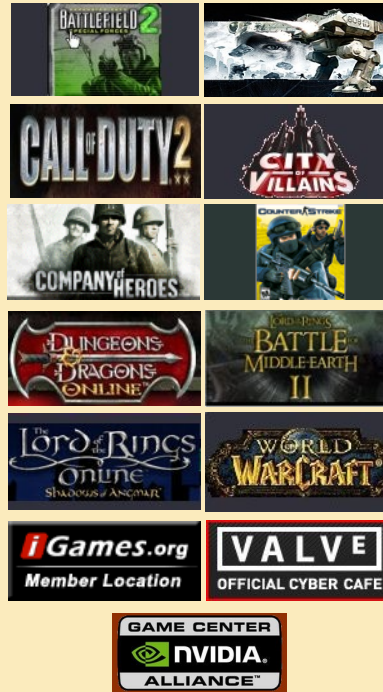 BATTLEFIELD 2
SPECIAL FORCES
CALL OF DUTY 2
CITY
OF
VILLAINS
COMPANY of HEROES
COUNTER STRIKE
DUNGEONS
&
DRAGONS
ONLINE™
THE LORD OF THE RINGS
THE BATTLE FOR
MIDDLE-EARTH
II
The Lord of the Rings
ONLINE
SHADOWS of ANGMAR
WORLD
OF
WARCRAFT
iGames.org
Member Location
VALVE
OFFICIAL CYBER CAFE
GAME CENTER
NVIDIA.
ALLIANCE™